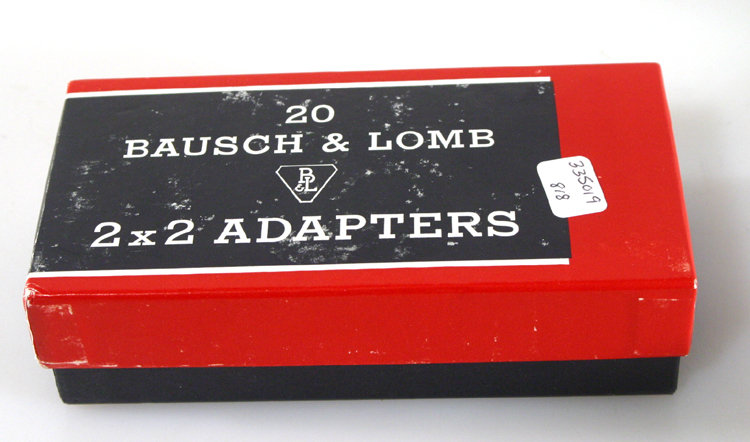 20
BAUSCH & LOMB
B&L
2x2 ADAPTERS
335019
818